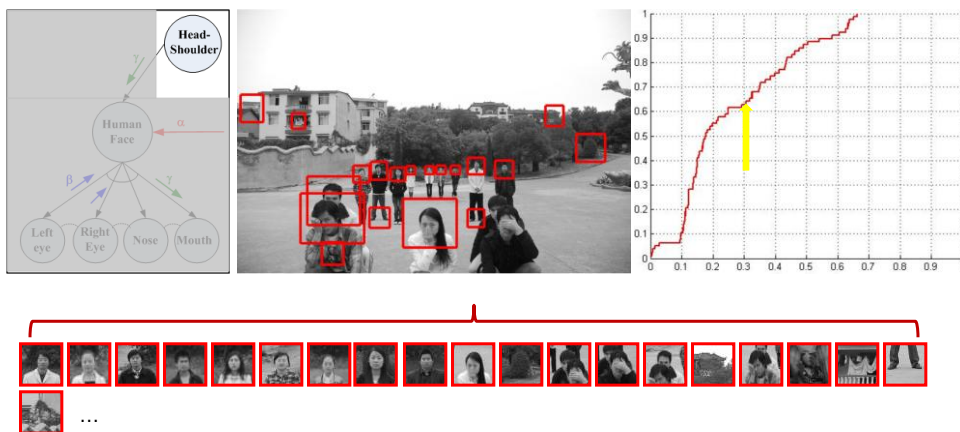 Head-
Shoulder
γ
Human
Face
α
β
γ
Left
eye
Right
Eye
Nose
Mouth
1
0.9
0.8
0.7
0.6
0.5
0.4
0.3
0.2
0.1
0
0 0.1 0.2 0.3 0.4 0.5 0.6 0.7 0.8 0.9
...